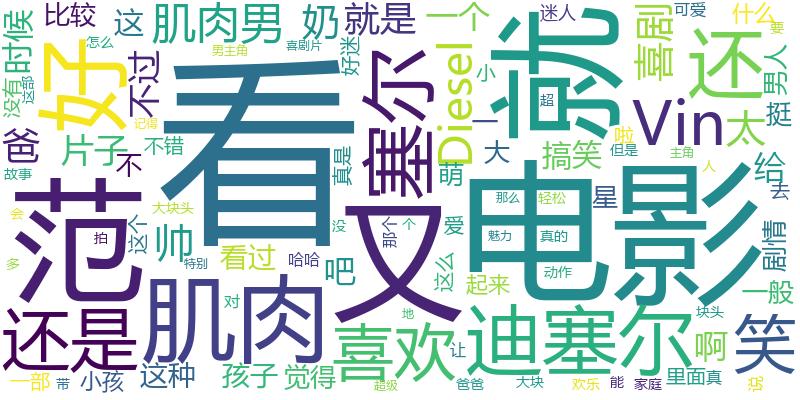 比较
这
肌肉男
奶
就是
一个
喜剧
迷人
可爱
什么
时候
怎么
男主角
喜剧片
好迷
小
就
还
要
男人
没有
这部
好
不过
看
塞尔
Diesel
超
Vin
太
挺
爸
片子
不
不错
记得
真是
一
大
搞笑
啦
但是
主角
人
给
故事
范
大块头
没
又
萌
那么
轻松
电影
星
去
会
拍
这个
帅
看过
哈哈
那个
个
爱
魅力
真的
剧情
多
特别
吧
这么
起来
动作
一般
还是
肌肉
对
地
喜欢
迪塞尔
块头
啊
笑
让
一部
带
小孩
这种
孩子
觉得
超级
爸爸
大块
欢乐
能
家庭
里面
真